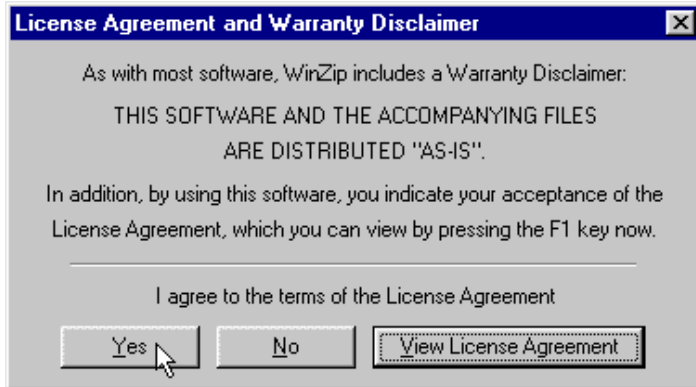 License Agreement and Warranty Disclaimer
As with most software, WinZip includes a Warranty Disclaimer:
THIS SOFTWARE AND THE ACCOMPANYING FILES
ARE DISTRIBUTED "AS-IS".
In addition, by using this software, you indicate your acceptance of the
License Agreement, which you can view by pressing the F1 key now.
I agree to the terms of the License Agreement
Yes No View License Agreement